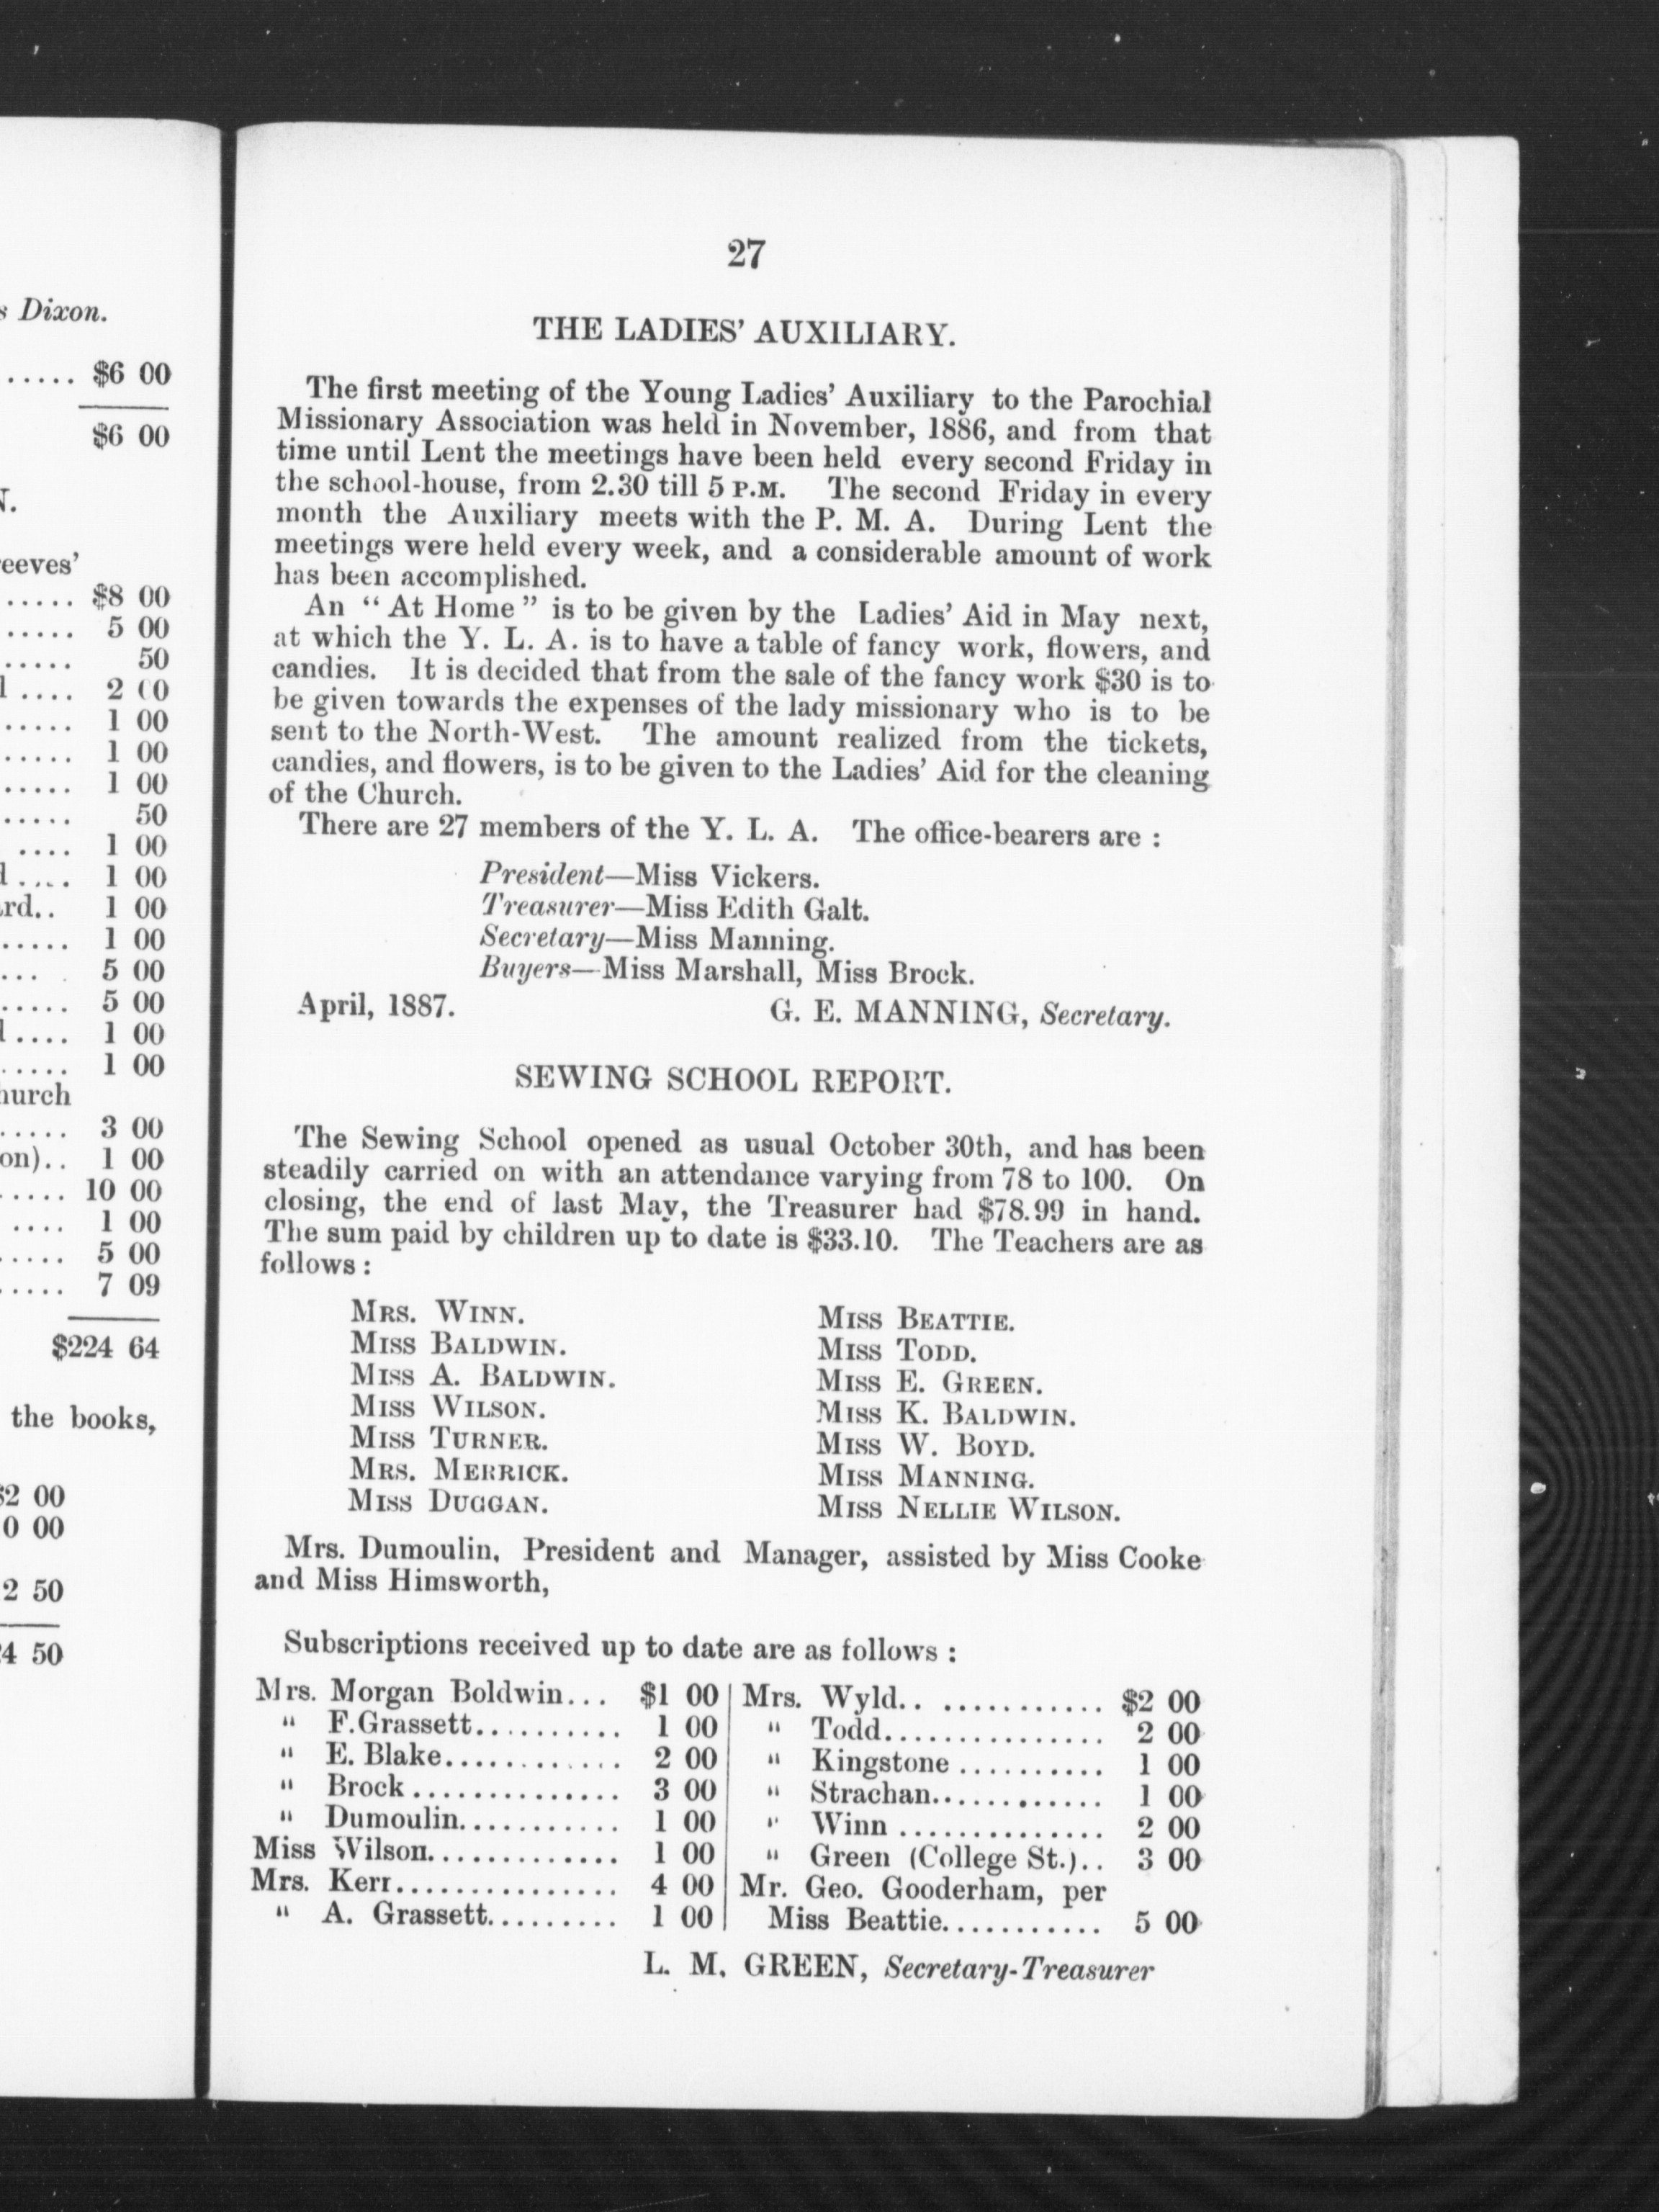 s Dixon.
..... $6 00
$6 00
N.
reeves'
..... $8 00
..... 5 00
..... 50
l .... 2 00
..... 1 00
..... 1 00
..... 1 00
..... 50
.... 1 00
l .... 1 00
rd.. 1 00
..... 1 00
... . 5 00
..... 5 00
l .... 1 00
..... 1 00
hurch
..... 3 00
on).. 1 00
..... 10 00
.... 1 00
..... 5 00
..... 7 09
$224 64
the books,
$2 00
0 00
2 50
4 50
27
THE LADIES' AUXILIARY.
The first meeting of the Young Ladies' Auxiliary to the Parochial
Missionary Association was held in November, 1886, and from that
time until Lent the meetings have been held every second Friday in
the school-house, from 2.30 till 5 P.M. The second Friday in every
month the Auxiliary meets with the P. M. A. During Lent the
meetings were held every week, and a considerable amount of work
has been accomplished.
An "At Home" is to be given by the Ladies' Aid in May next,
at which the Y. L. A. is to have a table of fancy work, flowers, and
candies. It is decided that from the sale of the fancy work $30 is to
be given towards the expenses of the lady missionary who is to be
sent to the North-West. The amount realized from the tickets,
candies, and flowers, is to be given to the Ladies' Aid for the cleaning
of the Church.
There are 27 members of the Y. L. A. The office-bearers are :
President—Miss Vickers.
Treasurer—Miss Edith Galt.
Secretary—Miss Manning.
Buyers—Miss Marshall, Miss Brock.
April, 1887. G. E. MANNING, Secretary.
SEWING SCHOOL REPORT.
The Sewing School opened as usual October 30th, and has been
steadily carried on with an attendance varying from 78 to 100. On
closing, the end of last May, the Treasurer had $78.99 in hand.
The sum paid by children up to date is $33.10. The Teachers are as
follows :
MRS. WINN. MISS BEATTIE.
MISS BALDWIN. MISS TODD.
MISS A. BALDWIN. MISS E. GREEN.
MISS WILSON. MISS K. BALDWIN.
MISS TURNER. MISS W. BOYD.
MRS. MERRICK. MISS MANNING.
MISS DUGGAN. MISS NELLIE WILSON.
Mrs. Dumoulin, President and Manager, assisted by Miss Cooke
and Miss Himsworth,
Subscriptions received up to date are as follows :
Mrs. Morgan Boldwin... $1 00 | Mrs. Wyld.. ........... $2 00
" F. Grassett.......... 1 00 | " Todd................ 2 00
" E. Blake............ 2 00 | " Kingstone .......... 1 00
" Brock .............. 3 00 | " Strachan............ 1 00
" Dumoulin........... 1 00 | " Winn .............. 2 00
Miss Wilson............. 1 00 | " Green (College St.).. 3 00
Mrs. Kerr............... 4 00 | Mr. Geo. Gooderham, per
" A. Grassett......... 1 00 | Miss Beattie........... 5 00
L. M. GREEN, Secretary-Treasurer